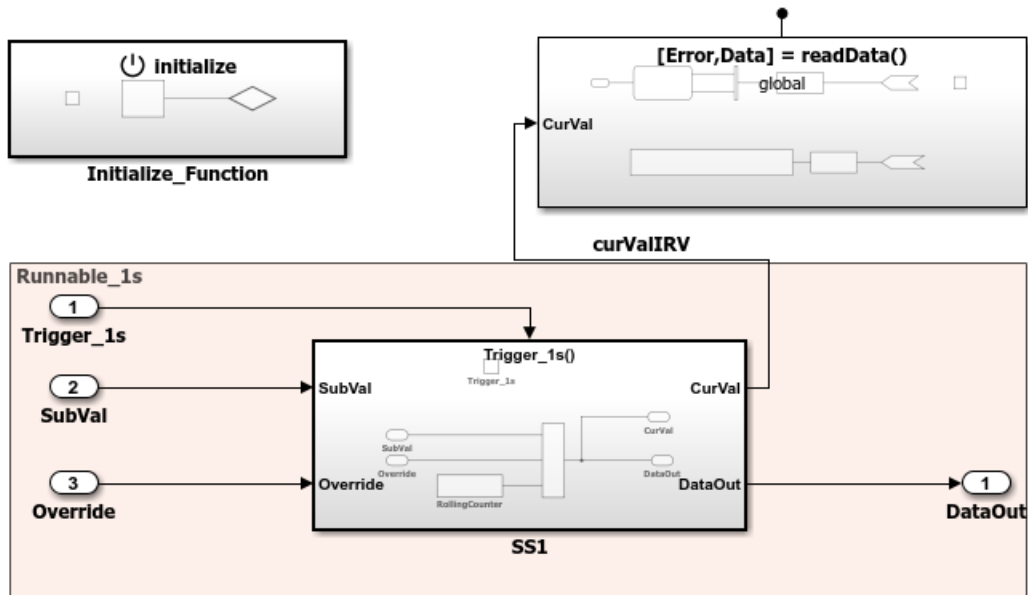 initialize
Initialize_Function
[Error,Data] = readData()
global
CurVal
curValIRV
Runnable_1s
1
Trigger_1s
2
SubVal
3
Override
Trigger_1s()
Trigger_1s
SubVal
CurVal
SubVal
CurVal
Override
DataOut
Override
RollingCounter
DataOut
SS1
1
DataOut